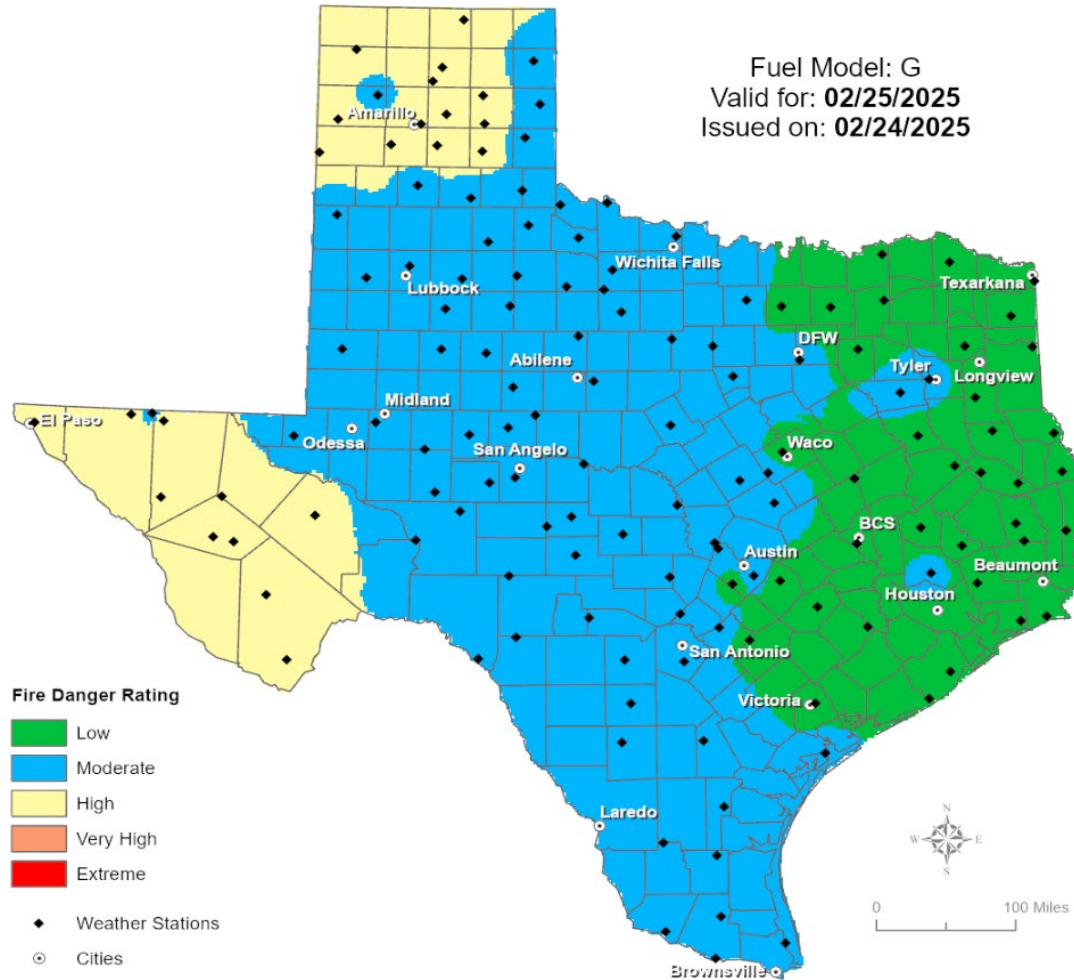 Fuel Model: G
Valid for: 02/25/2025
Issued on: 02/24/2025
Amarillo
Wichita Falls
Lubbock
Texarkana
DFW
Abilene
Tyler
Longview
Midland
El Paso
Odessa
San Angelo
Waco
BCS
Austin
Beaumont
Houston
San Antonio
Victoria
Laredo
Brownsville
Fire Danger Rating
Low
Moderate
High
Very High
Extreme
Weather Stations
Cities
N
W E
S
0 100 Miles